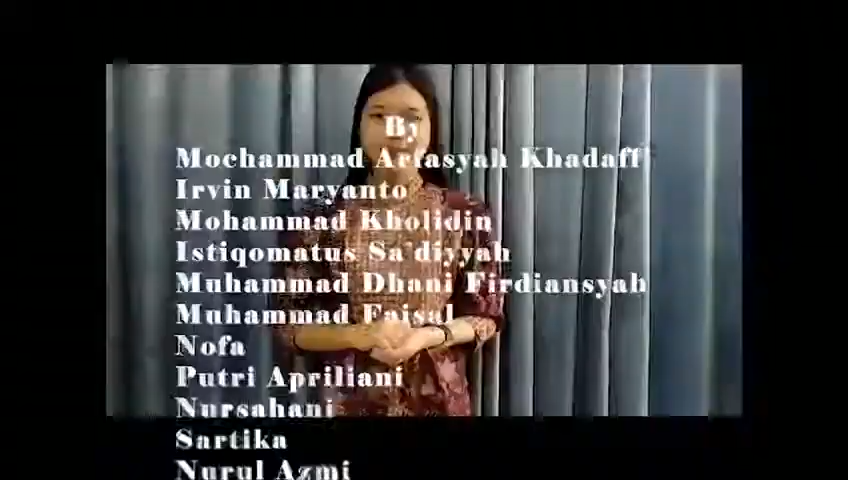 By
Mochammad Arfasyah Khadaffi
Irvin Maryanto
Mohammad Kholidin
Istiqomatus Sa'diyyah
Muhammad Dhani Firdiansyah
Muhammad Faisal
Nofa
Putri Apriliani
Nursahani
Sartika
Nurul Azmi